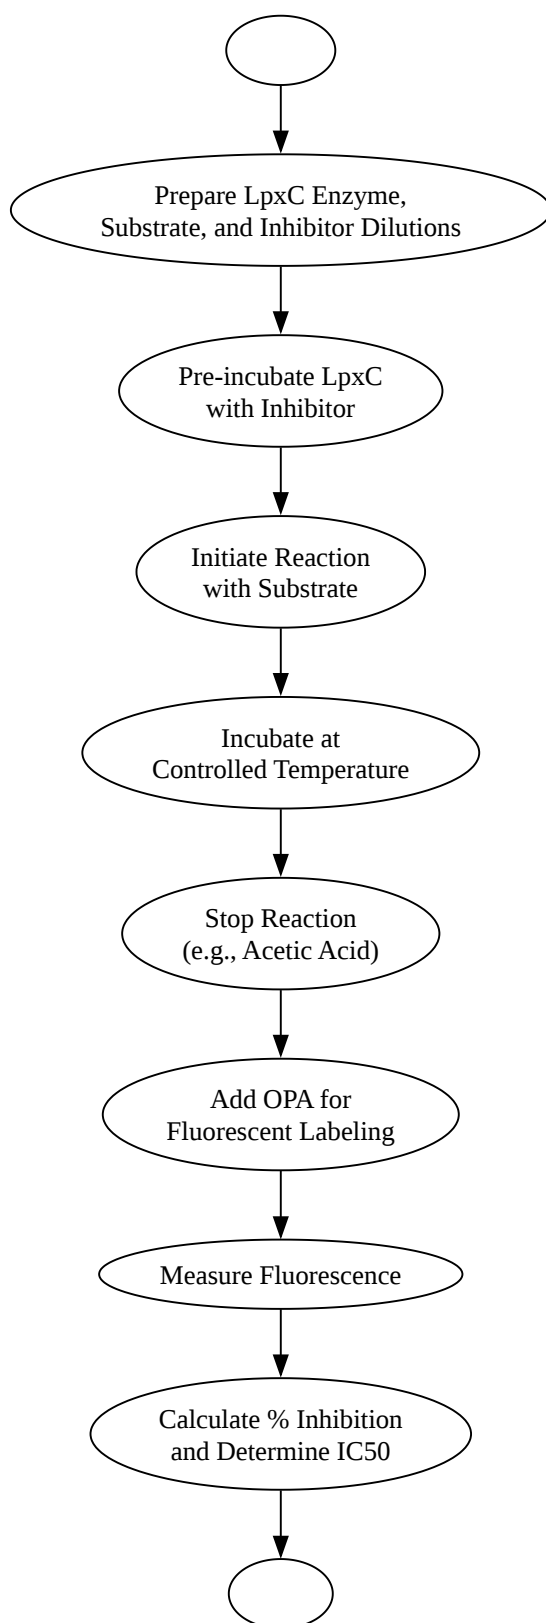 Prepare LpxC Enzyme,
Substrate, and Inhibitor Dilutions
Pre-incubate LpxC
with Inhibitor
Initiate Reaction
with Substrate
Incubate at
Controlled Temperature
Stop Reaction
(e.g., Acetic Acid)
Add OPA for
Fluorescent Labeling
Measure Fluorescence
Calculate % Inhibition
and Determine IC50